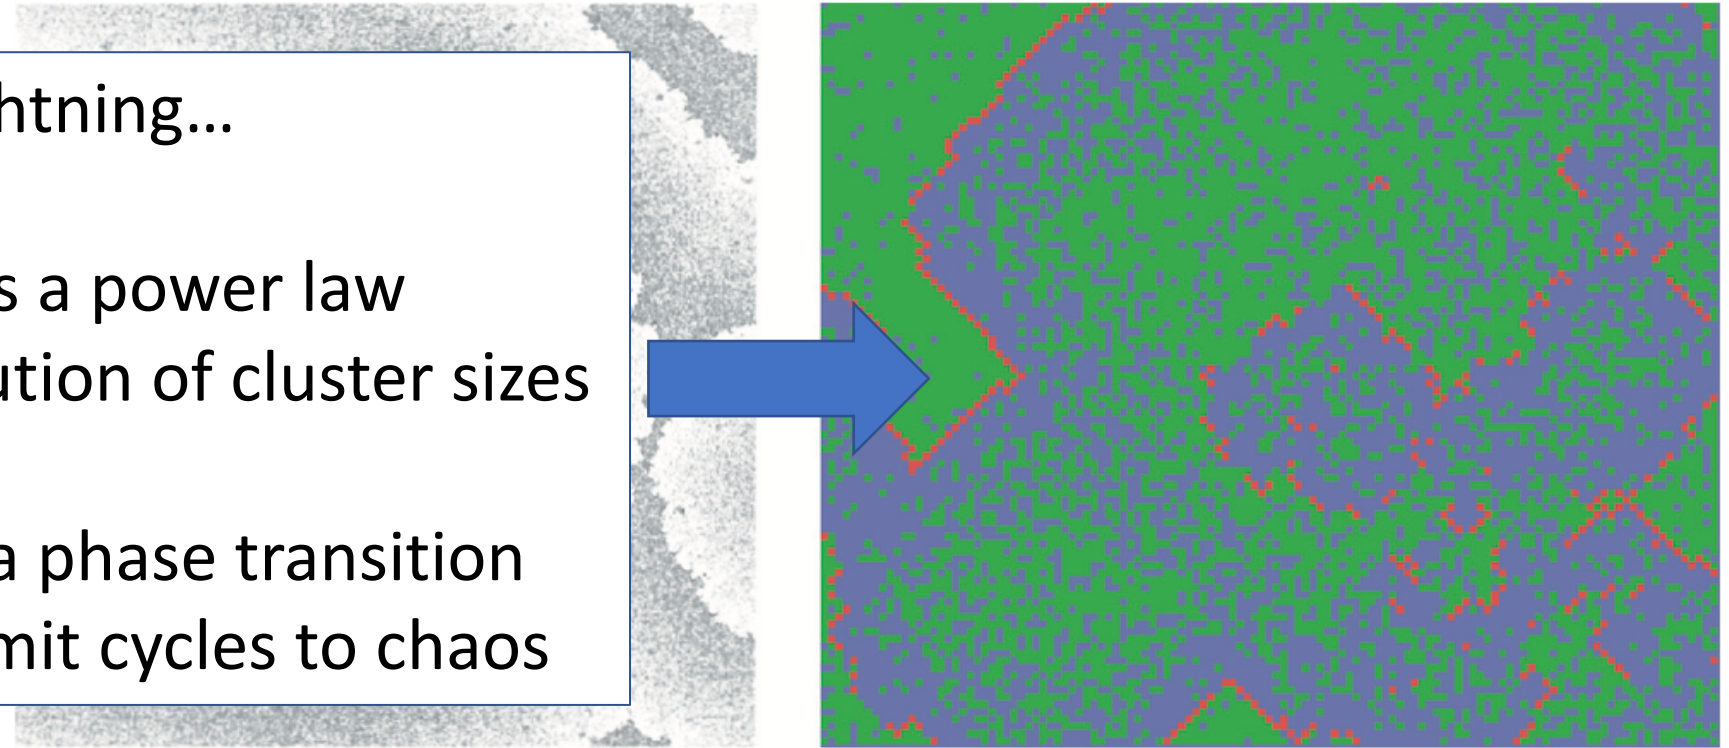 htning...
s a power law
ution of cluster sizes
a phase transition
mit cycles to chaos